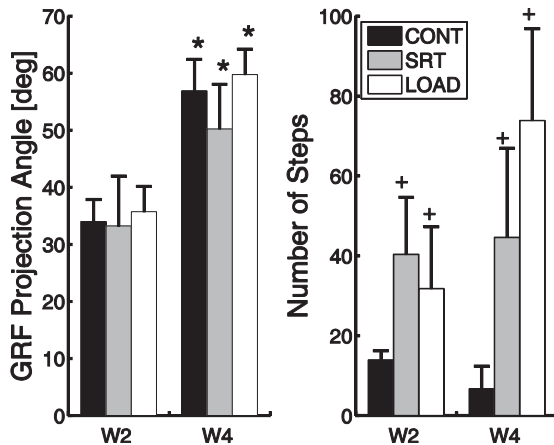 GRF Projection Angle [deg]
70
60
50
40
30
20
10
0
* * *
W2 W4
Number of Steps
100
80
60
40
20
0
CONT
SRT
LOAD
+ + + +
W2 W4